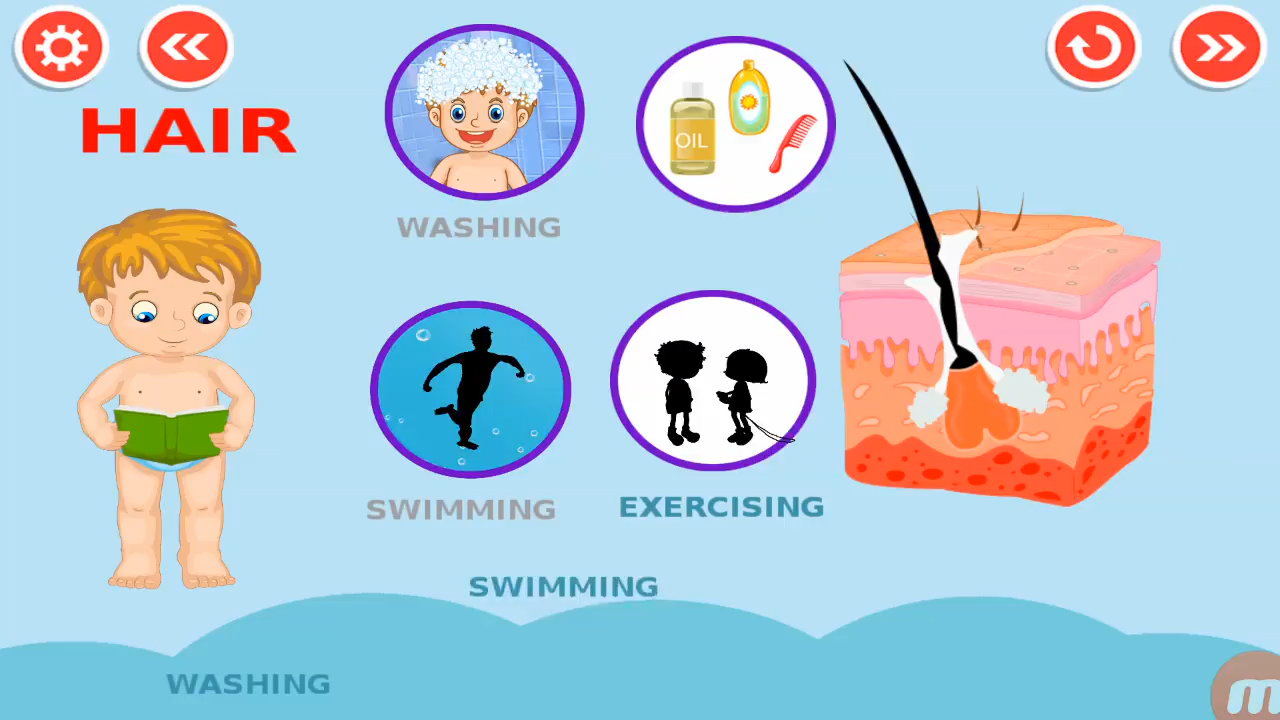 HAIR
OIL
WASHING
SWIMMING
EXERCISING
SWIMMING
WASHING
m